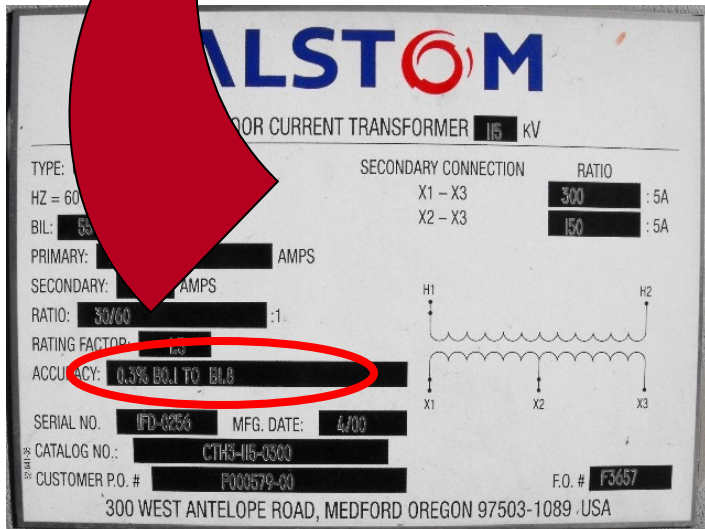 ALSTOM
OOR CURRENT TRANSFORMER 115 KV
TYPE: SECONDARY CONNECTION RATIO
HZ = 60 X1 – X3 300 : 5A
BIL: 55 X2 – X3 150 : 5A
PRIMARY: AMPS
SECONDARY: AMPS
RATIO: 30/60 :1
H1 H2
RATING FACTOR:
ACCURACY: 0.3% B0.1 TO B1.8
X1 X2 X3
SERIAL NO. IFD-0256 MFG. DATE: 4/00
CATALOG NO.: CTH3-115-0300
CUSTOMER P.O. # P000579-00 F.O. # F3657
300 WEST ANTELOPE ROAD, MEDFORD OREGON 97503-1089 USA